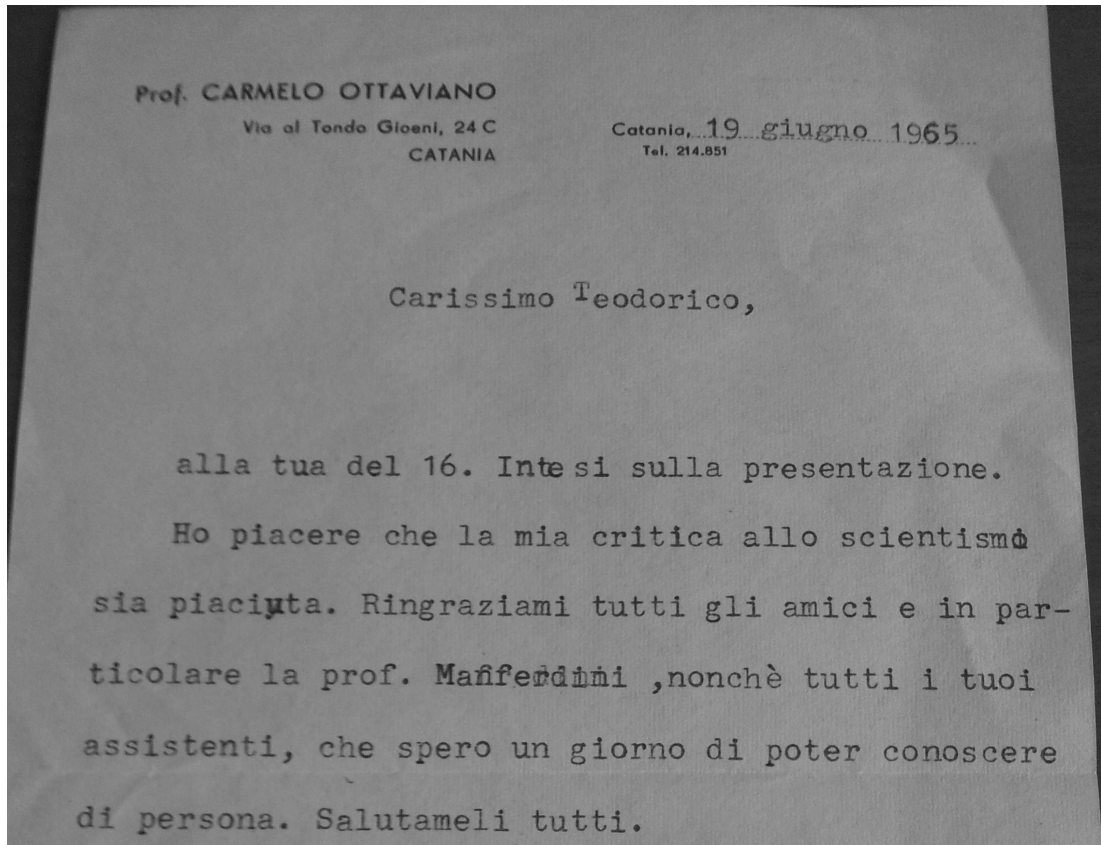 Prof. CARMELO OTTAVIANO
Via al Tondo Gioeni, 24 C
CATANIA
Catania, 19 giugno 1965
Tel. 214.851
Carissimo Teodorico,
alla tua del 16. Intesi sulla presentazione.
Ho piacere che la mia critica allo scientismo
sia piaciuta. Ringraziami tutti gli amici e in par-
ticolare la prof. ,nonchè tutti i tuoi
assistenti, che spero un giorno di poter conoscere
di persona. Salutameli tutti.